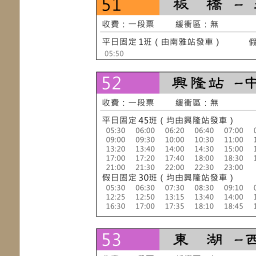 51 板 橋 -
收費：一段票 緩衝區：無
平日固定1班（由南雅站發車）
05:50
52 興隆站 -中
收費：一段票 緩衝區：無
平日固定45班（均由興隆站發車）
05:30 06:00 06:20 06:40 07:00
09:00 09:30 10:00 10:30 11:00
13:20 13:40 14:00 14:30 15:00
17:00 17:20 17:40 18:00 18:30
21:00 21:30 22:00 22:30 23:00
假日固定30班（均由興隆站發車）
05:30 06:30 07:30 08:30 09:10
12:25 12:50 13:15 13:40 14:00
16:30 17:00 17:35 18:10 18:45
53 東 湖 -西